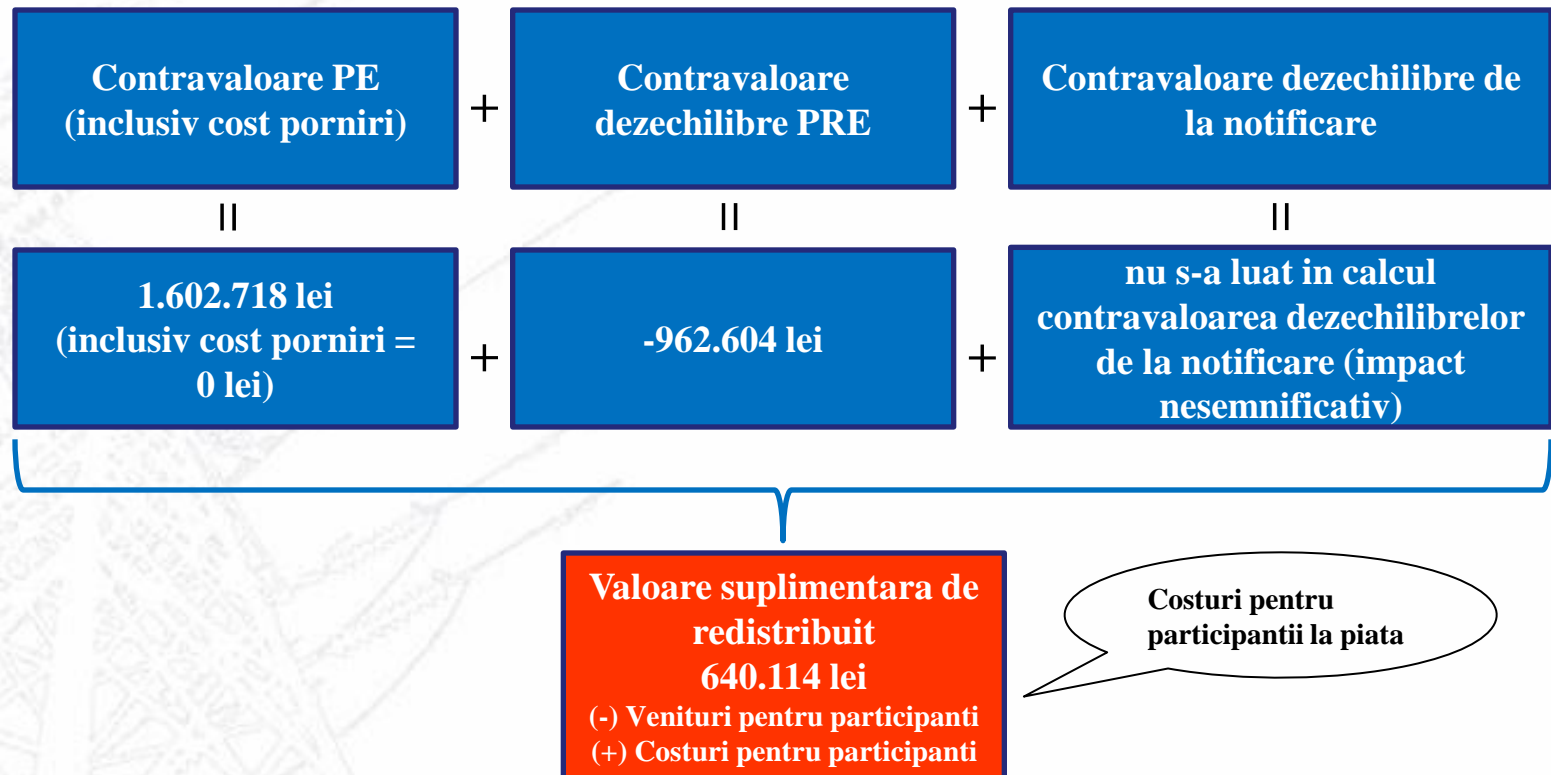 Contravaloare PE
(inclusiv cost porniri)
+
Contravaloare
dezechilibre PRE
+
Contravaloare dezechilibre de
la notificare
=
=
=
1.602.718 lei
(inclusiv cost porniri =
0 lei)
+
-962.604 lei
+
nu s-a luat in calcul
contravaloarea dezechilibrelor
de la notificare (impact
nesemnificativ)
Valoare suplimentara de
redistribuit
640.114 lei
(-) Venituri pentru participanti
(+) Costuri pentru participanti
Costuri pentru
participantii la piata